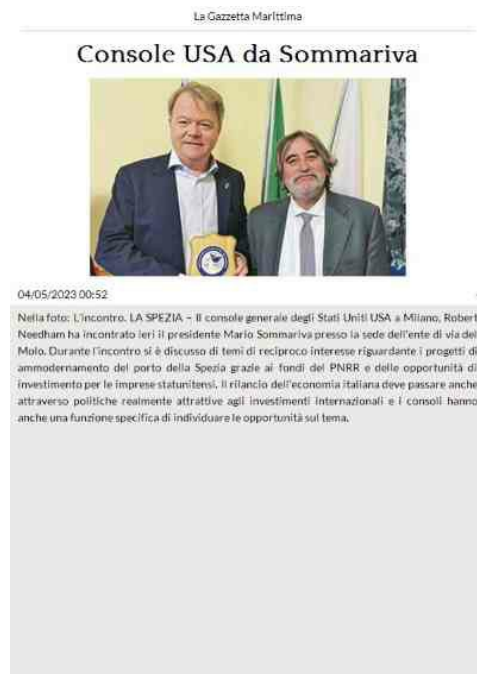 La Gazzetta Marittima
Console USA da Sommariva
04/05/2023 00:52
Nella foto: L'incontro. LA SPEZIA – Il console generale degli Stati Uniti USA a Milano, Robert
Needham ha incontrato ieri il presidente Mario Sommariva presso la sede dell'ente di via del
Molo. Durante l'incontro si è discusso di temi di reciproco interesse riguardante i progetti di
ammodernamento del porto della Spezia grazie ai fondi del PNRR e delle opportunità di
investimento per le imprese statunitensi. Il rilancio dell'economia italiana deve passare anche
attraverso politiche realmente attrattive agli investimenti internazionali e i consoli hanno
anche una funzione specifica di individuare le opportunità sul tema.